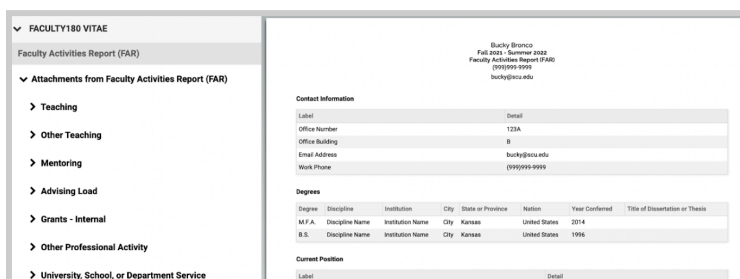 FACULTY180 VITAE
Faculty Activities Report (FAR)
Attachments from Faculty Activities Report (FAR)
Teaching
Other Teaching
Mentoring
Advising Load
Grants - Internal
Other Professional Activity
University, School, or Department Service
Bucky Bronco
Fall 2021 - Summer 2022
Faculty Activities Report (FAR)
(999)999-9999
bucky@scu.edu
Contact Information
Label Detail
Office Number 123A
Office Building B
Email Address bucky@scu.edu
Work Phone (999)999-9999
Degrees
Degree Discipline Institution City State or Province Nation Year Conferred Title of Dissertation or Thesis
M.F.A. Discipline Name Institution Name City Kansas United States 2014
B.S. Discipline Name Institution Name City Kansas United States 1996
Current Position
Label Detail